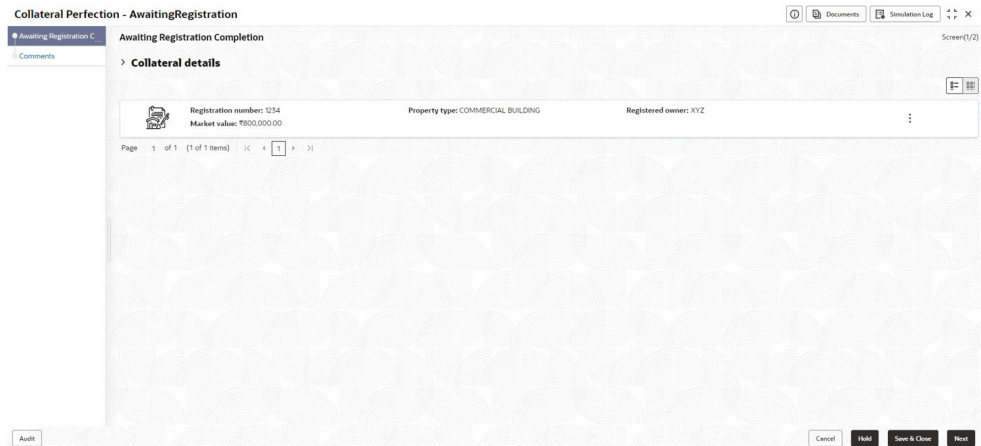 Collateral Perfection - AwaitingRegistration
Documents
Simulation Log
Awaiting Registration C...
Comments
Awaiting Registration Completion
Screen(1/2)
Collateral details
Registration number: 1234
Property type: COMMERCIAL BUILDING
Registered owner: XYZ
Market value: ₹800,000.00
Page 1 of 1 (1 of 1 items) 1
Audit
Cancel
Hold
Save & Close
Next